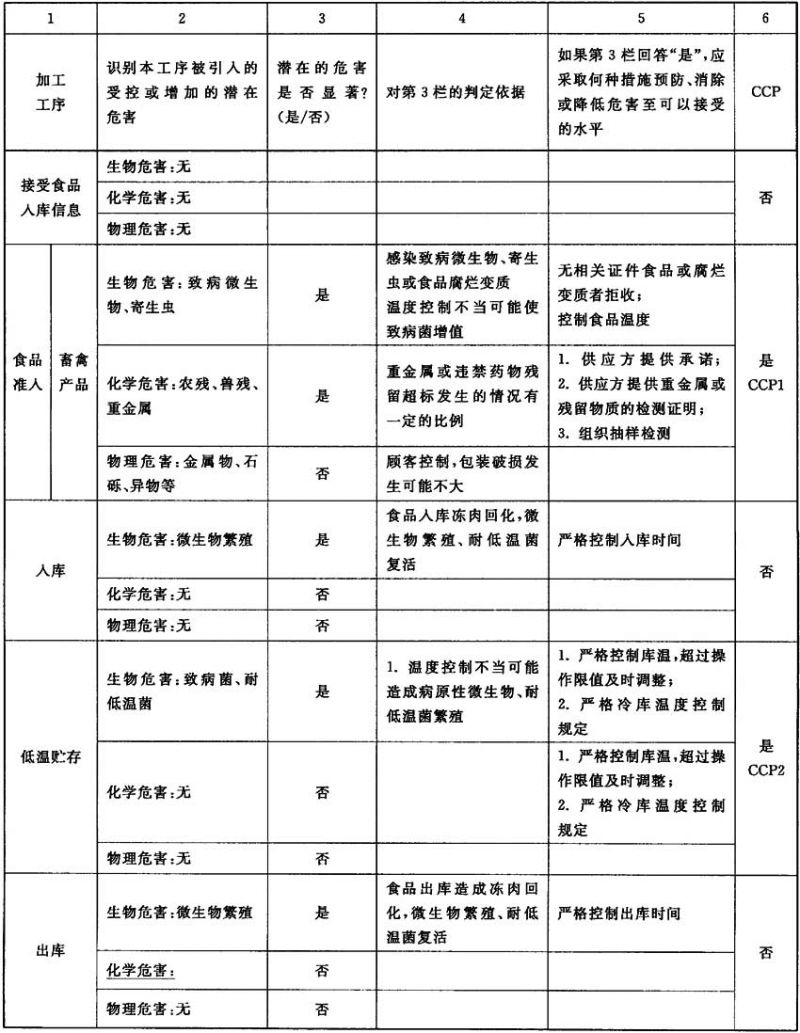 1
2
3
4
5
6
加工
工序
识别本工序被引人的
受控或增加的潜在
危害
潜在的危害
是否显著?
(是/否)
对第3栏的判定依据
如果第3栏回答“是”,应
采取何种措施预防、消除
或降低危害至可以接受
的水平
CCP
接受食品
人库信息
生物危害:无
化学危害:无
物理危害:无
否
食品
准人
畜禽
产品
生物危害:致病微生
物、寄生虫
是
感染致病微生物、寄生
虫或食品腐烂变质
温度控制不当可能使
致病菌增值
无相关证件食品或腐烂
变质者拒收;
控制食品温度
化学危害:农残、兽残、
重金属
是
重金属或违禁药物残
留超标发生的情况有
一定的比例
1. 供应方提供承诺;
2. 供应方提供重金属或
残留物质的检测证明;
3. 组织抽样检测
物理危害:金属物、石
砾、异物等
否
顾客控制,包装破损发
生可能不大
是
CCP1
人库
生物危害:微生物繁殖
是
食品人库冻肉回化,微
生物繁殖、耐低温菌
复活
严格控制人库时间
化学危害:无
否
物理危害:无
否
否
低温贮存
生物危害:致病菌、耐
低温菌
是
1. 温度控制不当可能
造成病原性微生物、耐
低温菌繁殖
1. 严格控制库温,超过操
作限值及时调整;
2. 严格冷库温度控制
规定
化学危害:无
否
1. 严格控制库温,超过操
作限值及时调整;
2. 严格冷库温度控制
规定
物理危害:无
否
是
CCP2
出库
生物危害:微生物繁殖
是
食品出库造成冻肉回
化,微生物繁殖、耐低
温菌复活
严格控制出库时间
化学危害:
否
物理危害:无
否
否